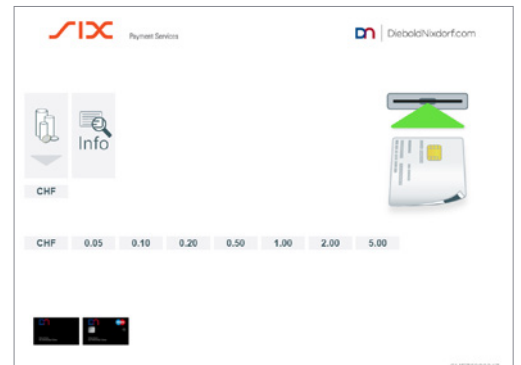 SIX Payment Services
DN DieboldNixdorf.com
Info
CHF
CHF 0.05 0.10 0.20 0.50 1.00 2.00 5.00